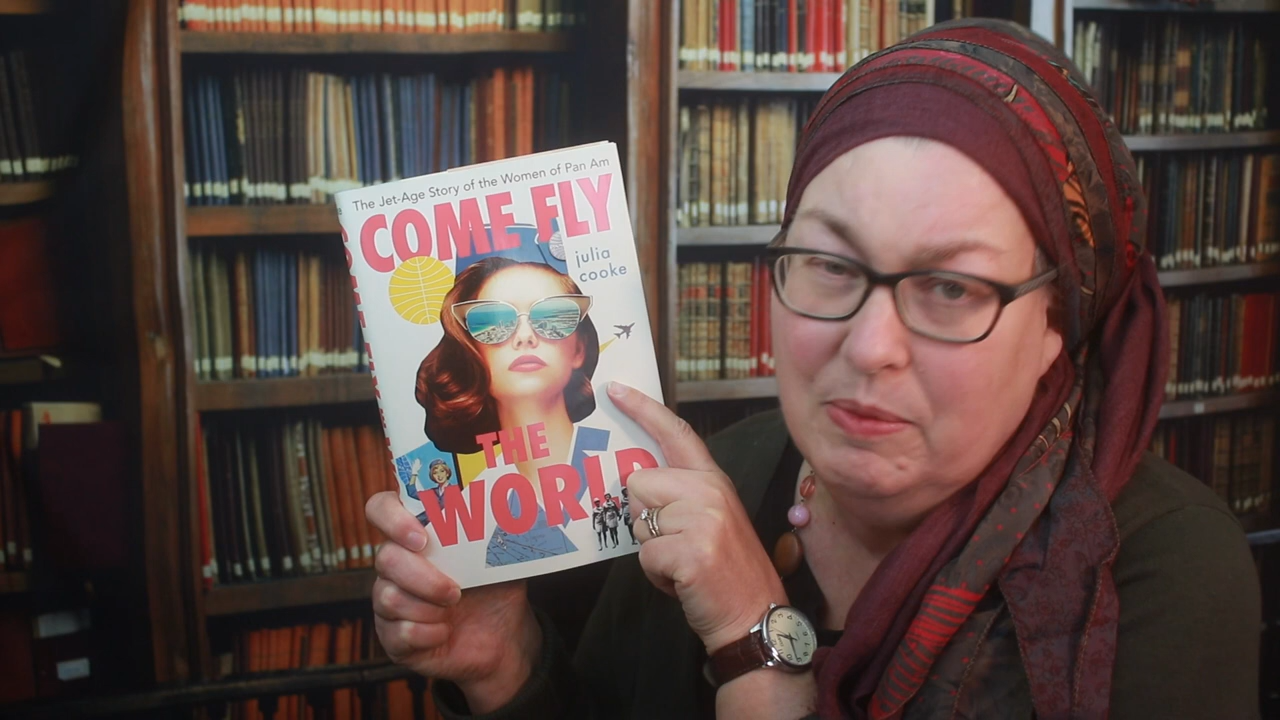 The Jet-Age Story of the Women of Pan Am
COME FLY
julia
cooke
THE
WORLD